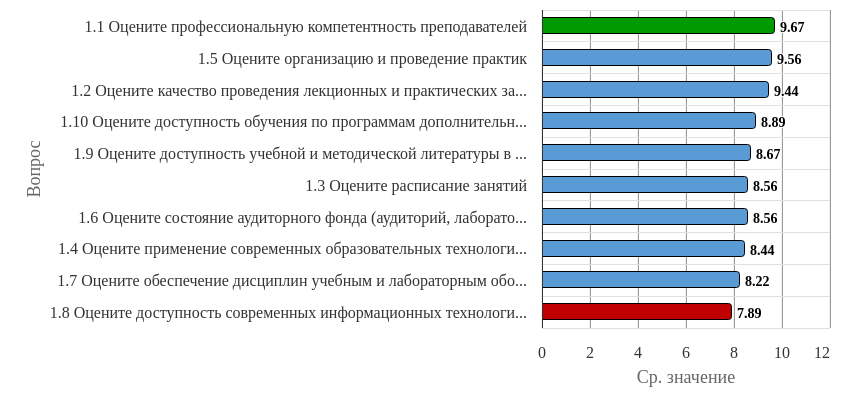 1.1 Оцените профессиональную компетентность преподавателей 9.67
1.5 Оцените организацию и проведение практик 9.56
1.2 Оцените качество проведения лекционных и практических за... 9.44
1.10 Оцените доступность обучения по программам дополнительн... 8.89
1.9 Оцените доступность учебной и методической литературы в ... 8.67
1.3 Оцените расписание занятий 8.56
1.6 Оцените состояние аудиторного фонда (аудиторий, лаборато... 8.56
1.4 Оцените применение современных образовательных технологи... 8.44
1.7 Оцените обеспечение дисциплин учебным и лабораторным обо... 8.22
1.8 Оцените доступность современных информационных технологи... 7.89
Вопрос
0 2 4 6 8 10 12
Ср. значение